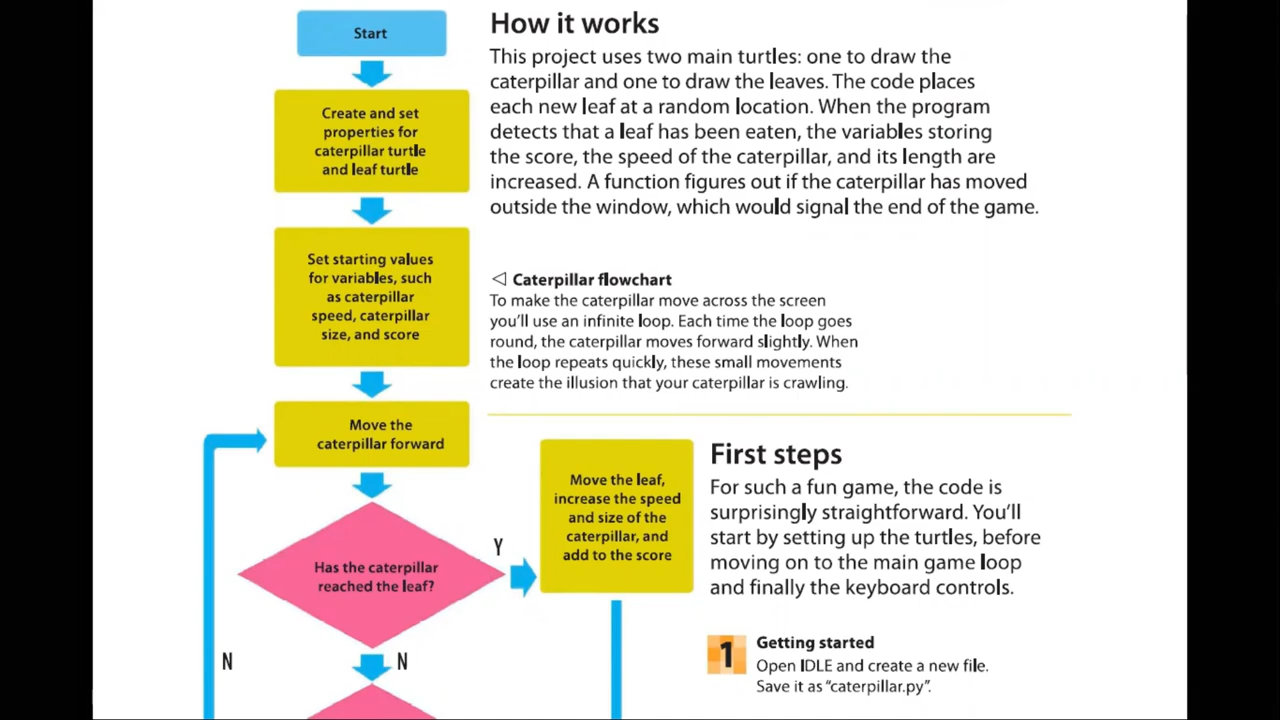 Start
Create and set
properties for
caterpillar turtle
and leaf turtle
Set starting values
for variables, such
as caterpillar
speed, caterpillar
size, and score
Move the
caterpillar forward
Has the caterpillar
reached the leaf?
Y
N
N
Move the leaf,
increase the speed
and size of the
caterpillar, and
add to the score
How it works
This project uses two main turtles: one to draw the
caterpillar and one to draw the leaves. The code places
each new leaf at a random location. When the program
detects that a leaf has been eaten, the variables storing
the score, the speed of the caterpillar, and its length are
increased. A function figures out if the caterpillar has moved
outside the window, which would signal the end of the game.
Caterpillar flowchart
To make the caterpillar move across the screen
you'll use an infinite loop. Each time the loop goes
round, the caterpillar moves forward slightly. When
the loop repeats quickly, these small movements
create the illusion that your caterpillar is crawling.
First steps
For such a fun game, the code is
surprisingly straightforward. You'll
start by setting up the turtles, before
moving on to the main game loop
and finally the keyboard controls.
1
Getting started
Open IDLE and create a new file.
Save it as “caterpillar.py”.